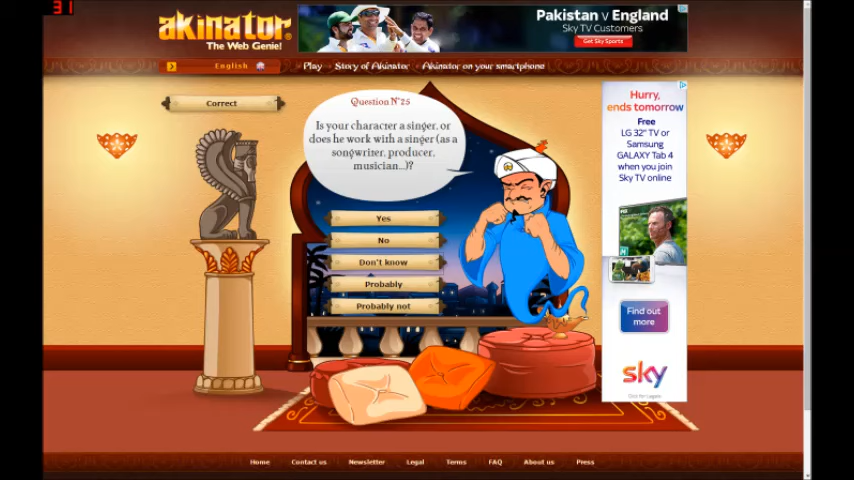 31
akinator
The Web Genie!
Pakistan v England
Sky TV Customers
Get Sky Sports
English
Play
Story of Akinator
Akinator on your smartphone
Correct
Question N°25
Is your character a singer, or
does he work with a singer (as a
songwriter, producer,
musician...)?
Yes
No
Don't know
Probably
Probably not
Hurry,
ends tomorrow
Free
LG 32" TV or
Samsung
GALAXY Tab 4
when you join
Sky TV online
Find out
more
sky
Home
Contact us
Newsletter
Legal
Terms
FAQ
About us
Press